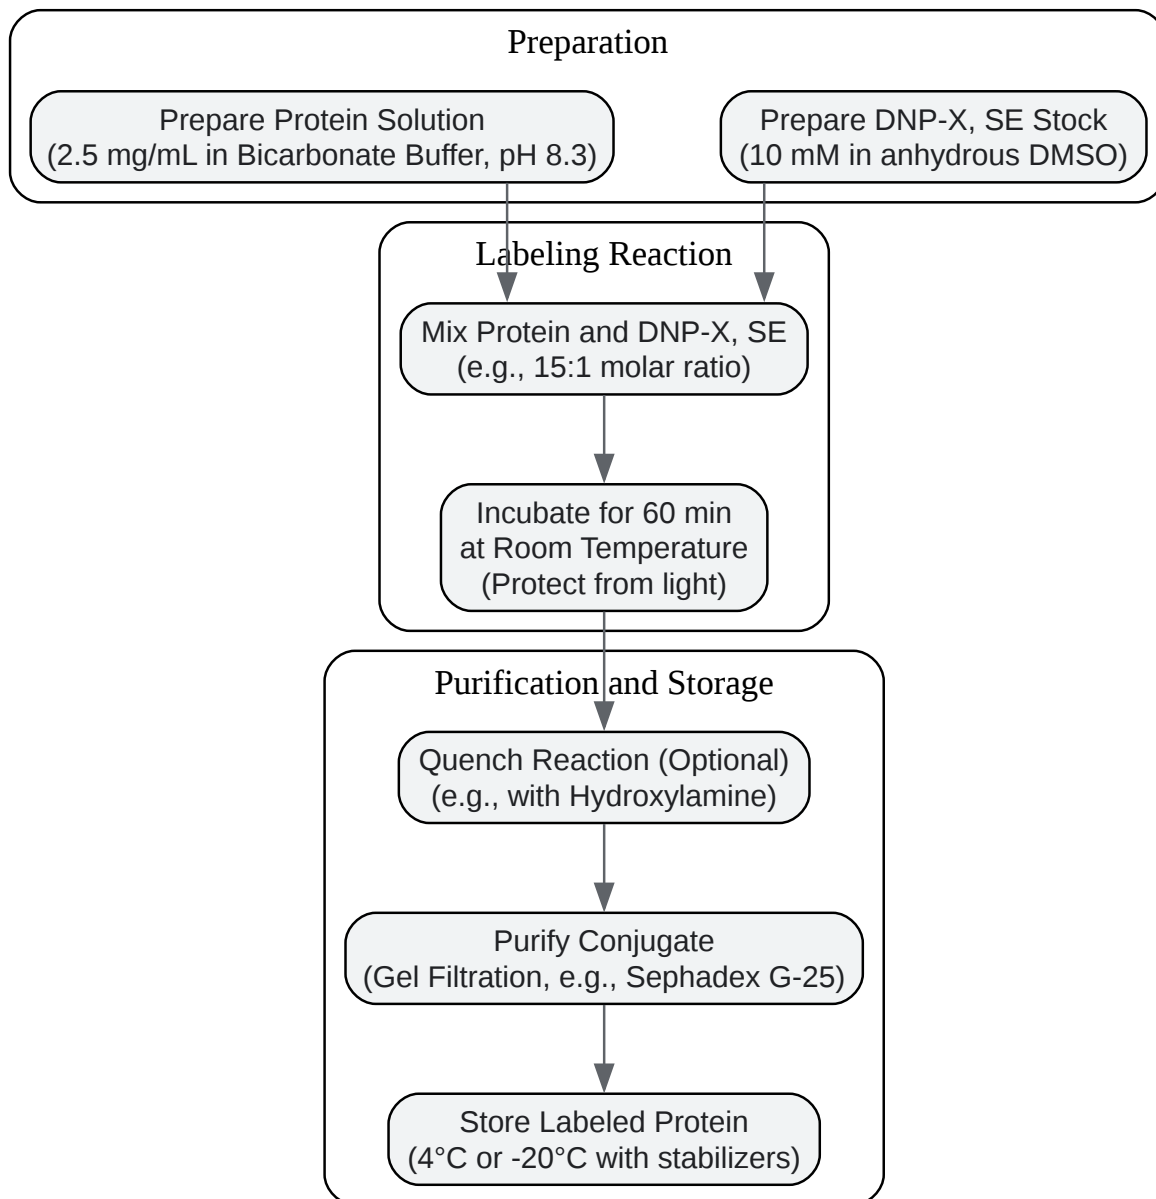 Preparation
Prepare Protein Solution
(2.5 mg/mL in Bicarbonate Buffer, pH 8.3)
Prepare DNP-X, SE Stock
(10 mM in anhydrous DMSO)
Labeling Reaction
Mix Protein and DNP-X, SE
(e.g., 15:1 molar ratio)
Incubate for 60 min
at Room Temperature
(Protect from light)
Purification and Storage
Quench Reaction (Optional)
(e.g., with Hydroxylamine)
Purify Conjugate
(Gel Filtration, e.g., Sephadex G-25)
Store Labeled Protein
(4°C or -20°C with stabilizers)